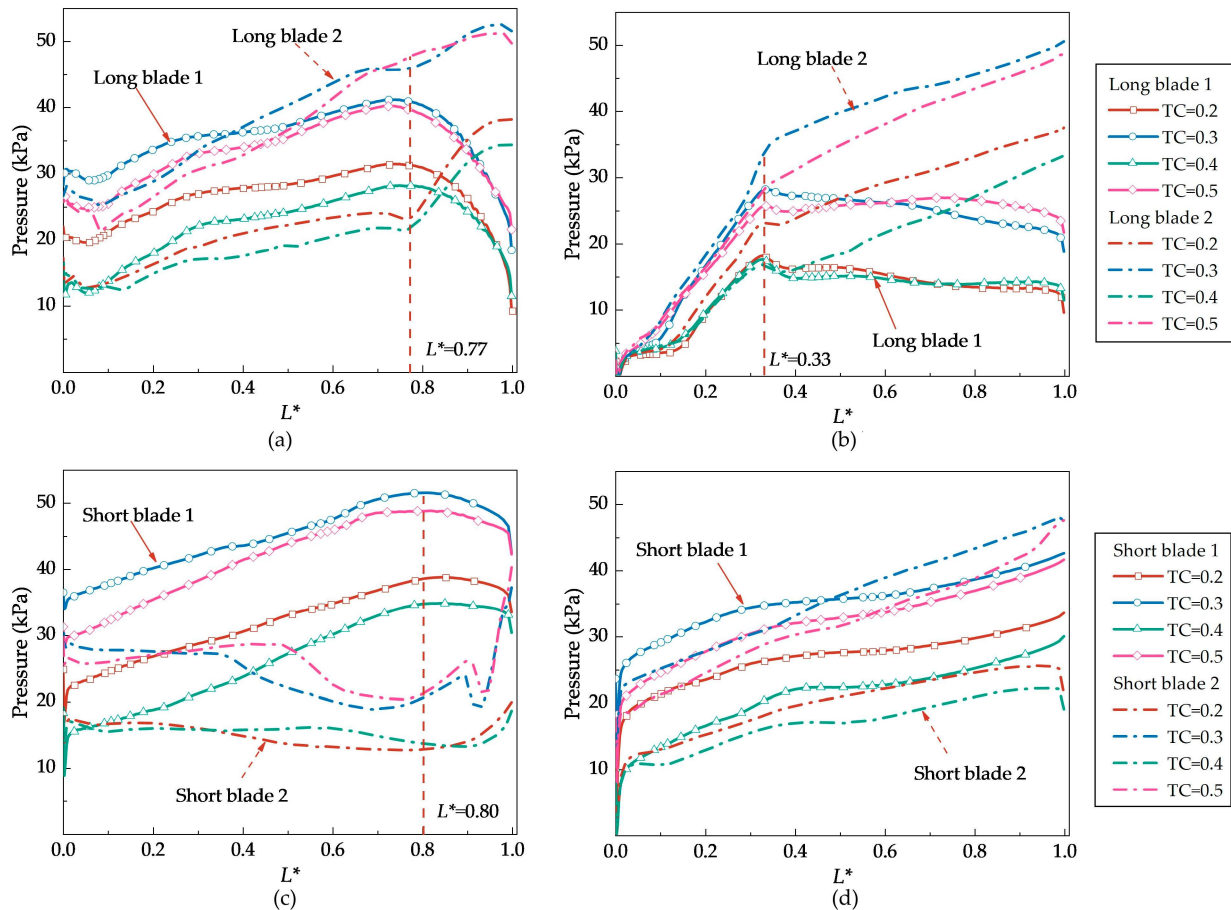 50
40
30
20
10
Pressure (kPa)
Long blade 2
Long blade 1
L*=0.77
0.0 0.2 0.4 0.6 0.8 1.0
L*
(a)
50
40
30
20
10
Pressure (kPa)
Long blade 2
Long blade 1
L*=0.33
0.0 0.2 0.4 0.6 0.8 1.0
L*
(b)
Long blade 1
TC=0.2
TC=0.3
TC=0.4
TC=0.5
Long blade 2
TC=0.2
TC=0.3
TC=0.4
TC=0.5
50
40
30
20
10
Pressure (kPa)
Short blade 1
Short blade 2
L*=0.80
0.0 0.2 0.4 0.6 0.8 1.0
L*
(c)
50
40
30
20
10
Pressure (kPa)
Short blade 1
Short blade 2
0.0 0.2 0.4 0.6 0.8 1.0
L*
(d)
Short blade 1
TC=0.2
TC=0.3
TC=0.4
TC=0.5
Short blade 2
TC=0.2
TC=0.3
TC=0.4
TC=0.5